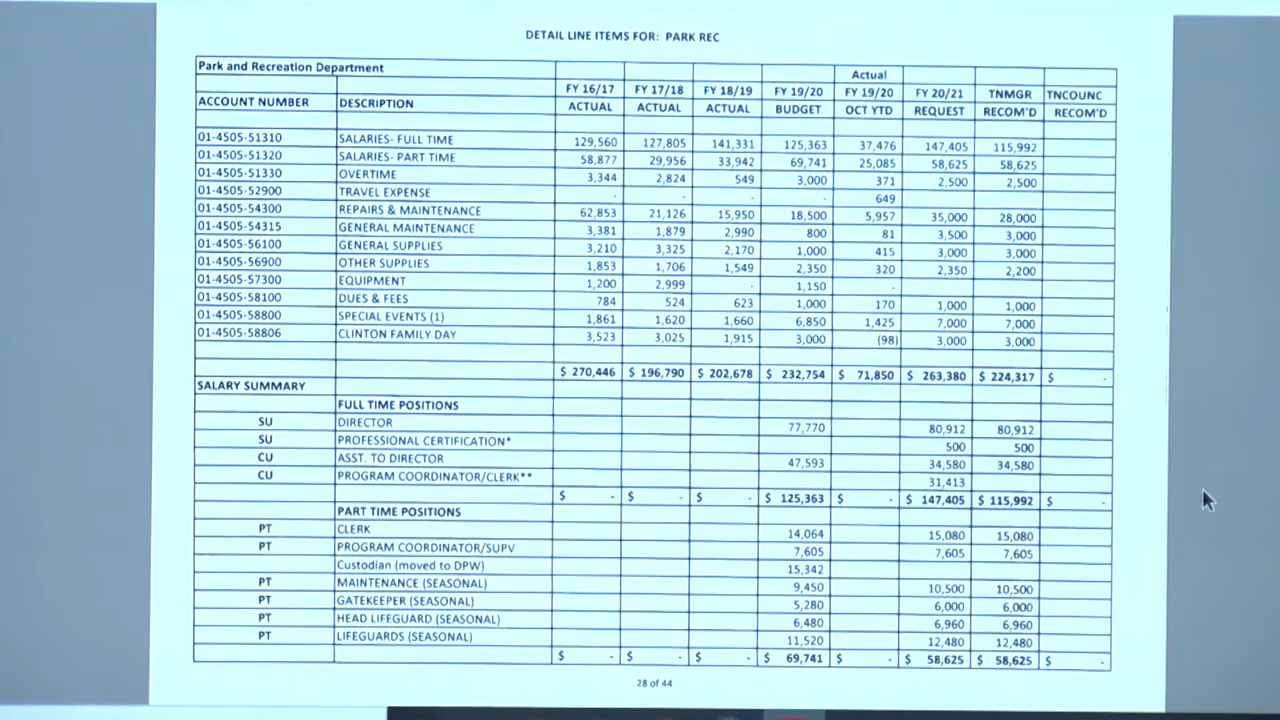 DETAIL LINE ITEMS FOR: PARK REC
Park and Recreation Department
Actual
FY 16/17 FY 17/18 FY 18/19 FY 19/20 FY 19/20 FY 20/21 TNMGR TNCOUNC
ACCOUNT NUMBER DESCRIPTION ACTUAL ACTUAL ACTUAL BUDGET OCT YTD REQUEST RECOM'D RECOM'D
01-4505-51310 SALARIES- FULL TIME 129,560 127,805 141,331 125,363 37,476 147,405 115,992
01-4505-51320 SALARIES- PART TIME 58,877 29,956 33,942 69,741 25,085 58,625 58,625
01-4505-51330 OVERTIME 3,344 2,824 549 3,000 371 2,500 2,500
01-4505-52900 TRAVEL EXPENSE - - - - 649
01-4505-54300 REPAIRS & MAINTENANCE 62,853 21,126 15,950 18,500 5,957 35,000 28,000
01-4505-54315 GENERAL MAINTENANCE 3,381 1,879 2,990 800 81 3,500 3,000
01-4505-56100 GENERAL SUPPLIES 3,210 3,325 2,170 1,000 415 3,000 3,000
01-4505-56900 OTHER SUPPLIES 1,853 1,706 1,549 2,350 320 2,350 2,200
01-4505-57300 EQUIPMENT 1,200 2,999 - 1,150 -
01-4505-58100 DUES & FEES 784 524 623 1,000 170 1,000 1,000
01-4505-58800 SPECIAL EVENTS (1) 1,861 1,620 1,660 6,850 1,425 7,000 7,000
01-4505-58806 CLINTON FAMILY DAY 3,523 3,025 1,915 3,000 (98) 3,000 3,000
$ 270,446 $ 196,790 $ 202,678 $ 232,754 $ 71,850 $ 263,380 $ 224,317 $ -
SALARY SUMMARY
FULL TIME POSITIONS
SU DIRECTOR 77,770 80,912 80,912
SU PROFESSIONAL CERTIFICATION* 500 500
CU ASST. TO DIRECTOR 47,593 34,580 34,580
CU PROGRAM COORDINATOR/CLERK** 31,413
$ - $ - $ - $ 125,363 $ - $ 147,405 $ 115,992 $ -
PART TIME POSITIONS
PT CLERK 14,064 15,080 15,080
PT PROGRAM COORDINATOR/SUPV 7,605 7,605 7,605
Custodian (moved to DPW) 15,342
PT MAINTENANCE (SEASONAL) 9,450 10,500 10,500
PT GATEKEEPER (SEASONAL) 5,280 6,000 6,000
PT HEAD LIFEGUARD (SEASONAL) 6,480 6,960 6,960
PT LIFEGUARDS (SEASONAL) 11,520 12,480 12,480
$ - $ - $ - $ 69,741 $ - $ 58,625 $ 58,625 $ -
28 of 44